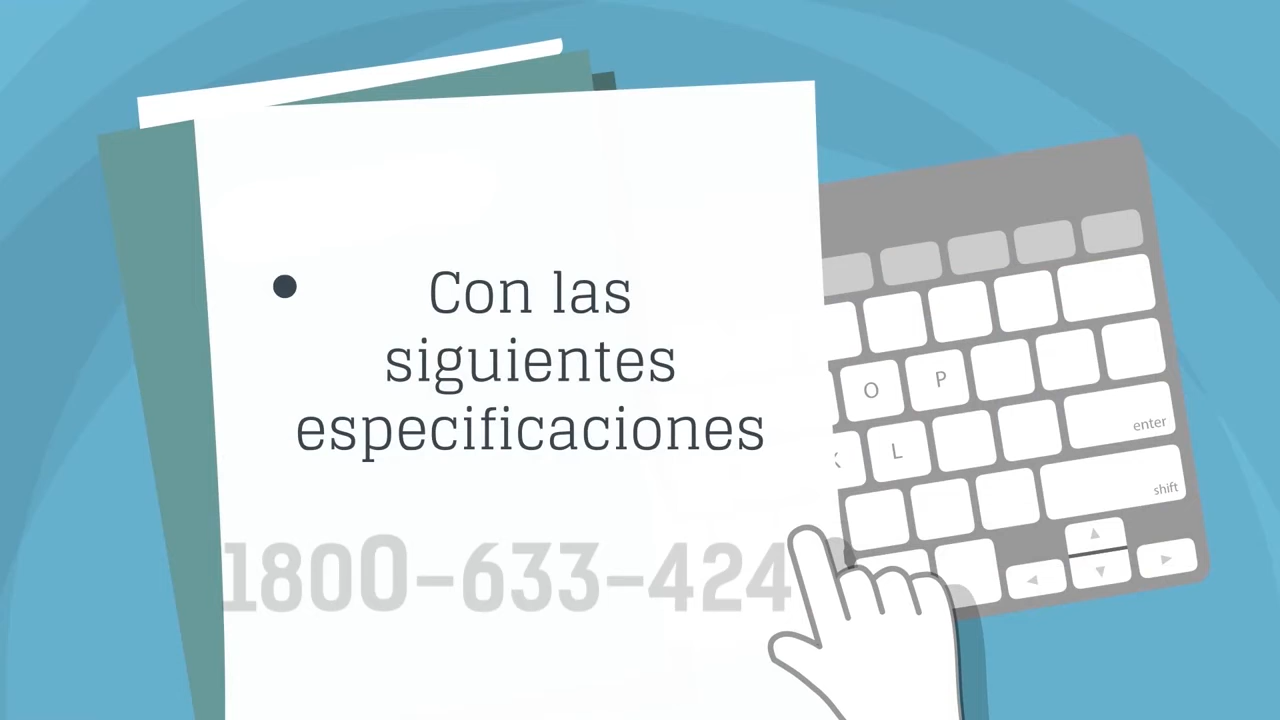 Con las
siguientes
especificaciones
1800-633-424
O P
enter
K L
shift